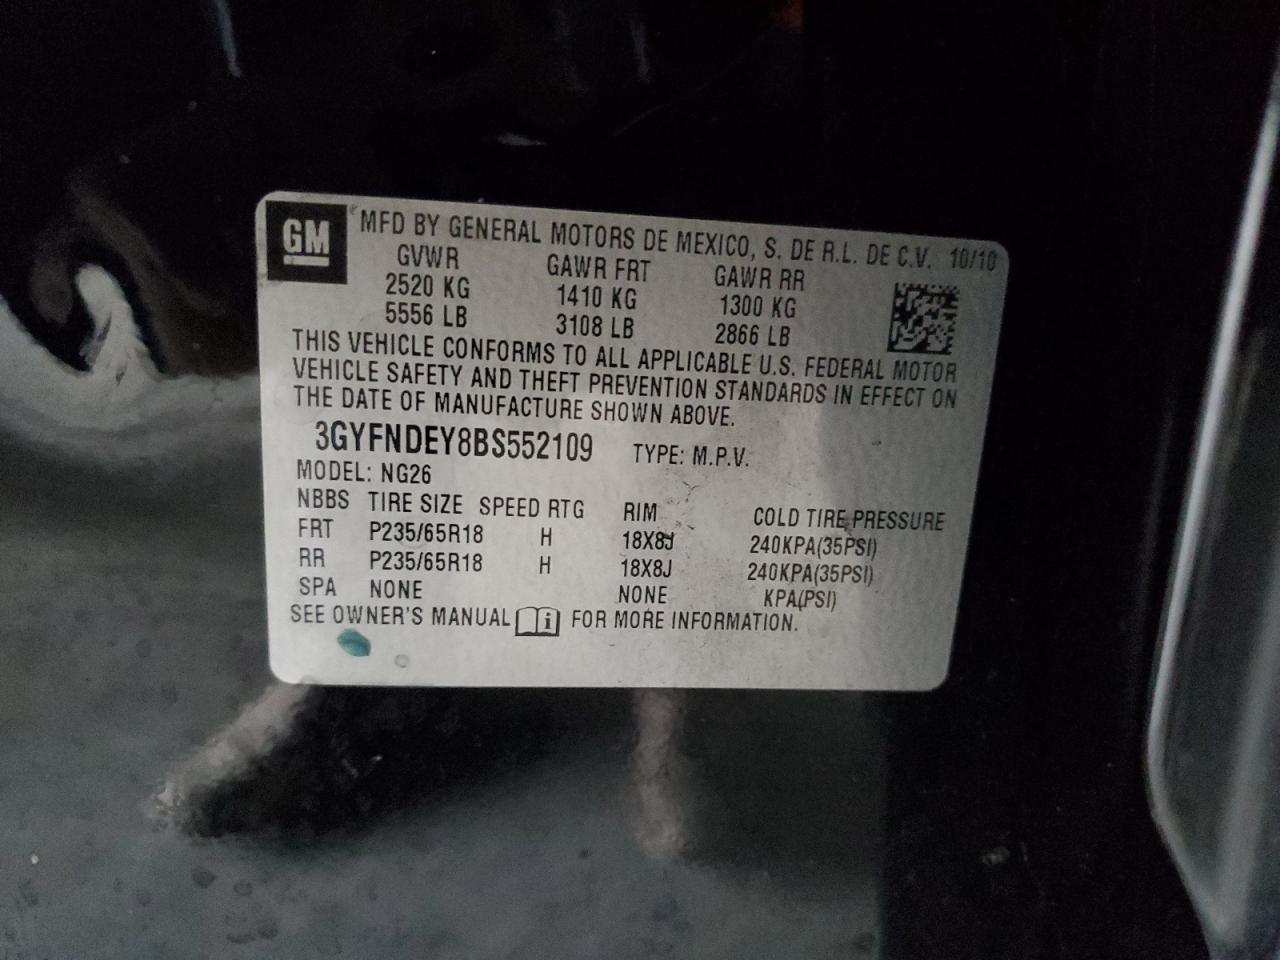 GM MFD BY GENERAL MOTORS DE MEXICO, S. DE R.L. DE C.V. 10/10
GVWR GAWR FRT GAWR RR
2520 KG 1410 KG 1300 KG
5556 LB 3108 LB 2866 LB
THIS VEHICLE CONFORMS TO ALL APPLICABLE U.S. FEDERAL MOTOR
VEHICLE SAFETY AND THEFT PREVENTION STANDARDS IN EFFECT ON
THE DATE OF MANUFACTURE SHOWN ABOVE.
3GYFNDEY8BS552109 TYPE: M.P.V.
MODEL: NG26
NBBS TIRE SIZE SPEED RTG RIM COLD TIRE PRESSURE
FRT P235/65R18 H 18X8J 240KPA(35PSI)
RR P235/65R18 H 18X8J 240KPA(35PSI)
SPA NONE NONE KPA(PSI)
SEE OWNER'S MANUAL i FOR MORE INFORMATION.